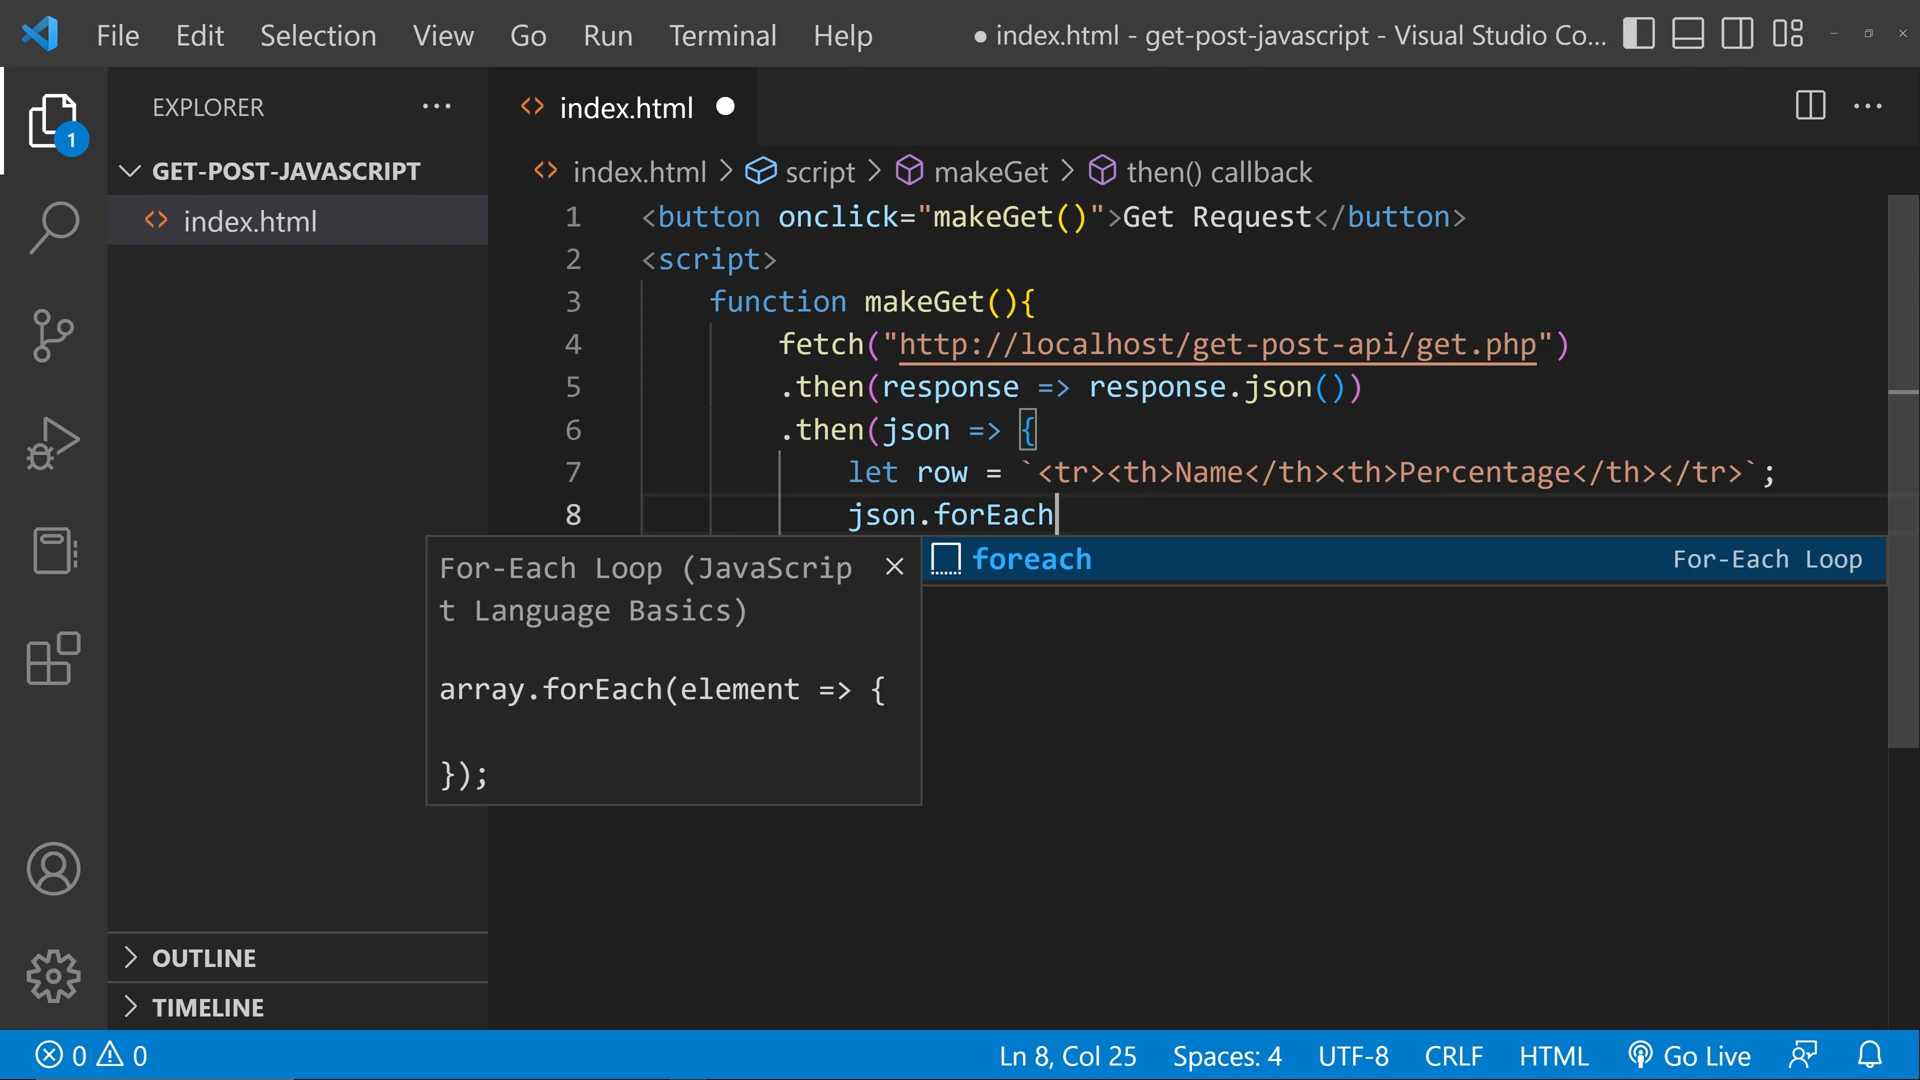 File Edit Selection View Go Run Terminal Help ● index.html - get-post-javascript - Visual Studio Co...
EXPLORER ...
1
GET-POST-JAVASCRIPT
index.html
index.html
index.html > script > makeGet > then() callback
1 <button onclick="makeGet()">Get Request</button>
2 <script>
3 function makeGet(){
4 fetch("http://localhost/get-post-api/get.php")
5 .then(response => response.json())
6 .then(json => {
7 let row = `<tr><th>Name</th><th>Percentage</th></tr>`;
8 json.forEach
foreach For-Each Loop
For-Each Loop (JavaScrip
t Language Basics)
array.forEach(element => {
});
OUTLINE
TIMELINE
0 0 Ln 8, Col 25 Spaces: 4 UTF-8 CRLF HTML Go Live